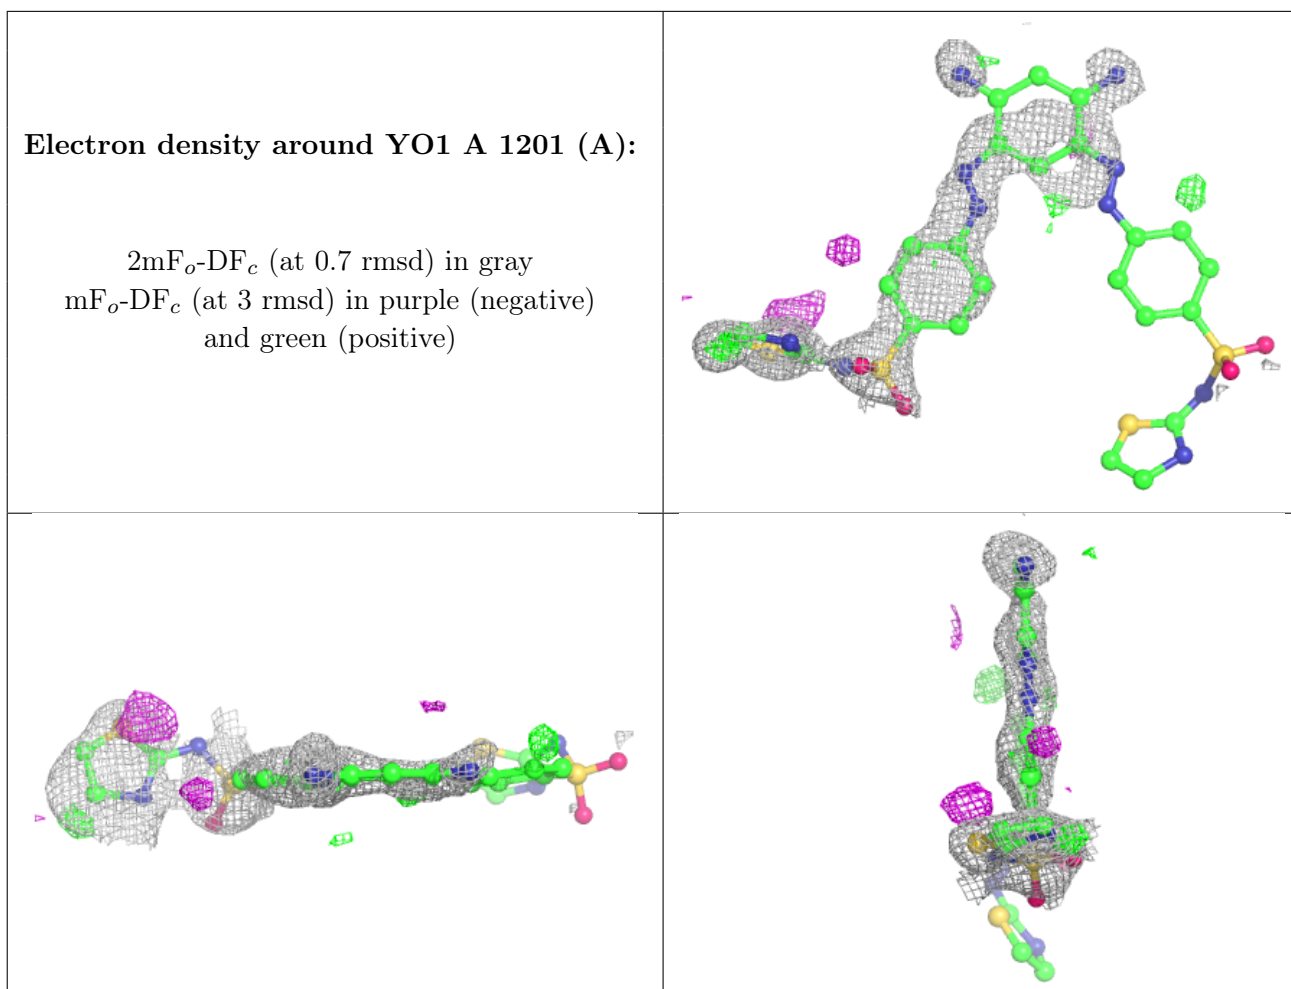 Electron density around YO1 A 1201 (A):
2mFo-DFc (at 0.7 rmsd) in gray
mFo-DFc (at 3 rmsd) in purple (negative)
and green (positive)